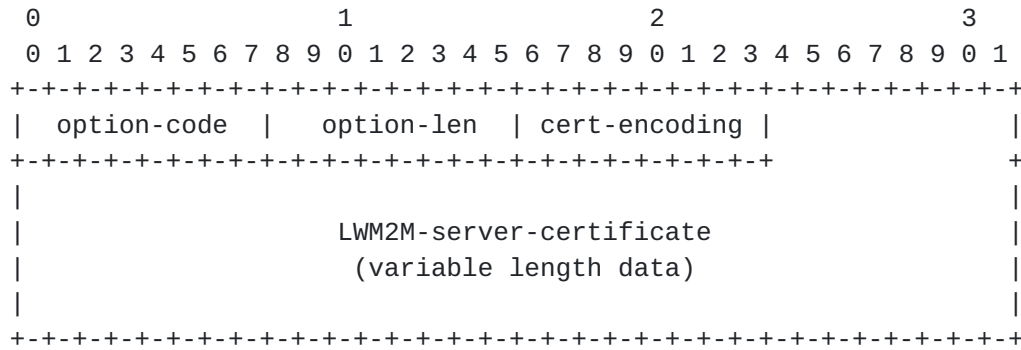 0                   1                   2                   3
 0 1 2 3 4 5 6 7 8 9 0 1 2 3 4 5 6 7 8 9 0 1 2 3 4 5 6 7 8 9 0 1
+-+-+-+-+-+-+-+-+-+-+-+-+-+-+-+-+-+-+-+-+-+-+-+-+-+-+-+-+-+-+-+-+
|  option-code  |   option-len  | cert-encoding |               |
+-+-+-+-+-+-+-+-+-+-+-+-+-+-+-+-+-+-+-+-+-+-+-+-+               +
|                                                               |
|                    LWM2M-server-certificate                   |
|                     (variable length data)                    |
|                                                               |
+-+-+-+-+-+-+-+-+-+-+-+-+-+-+-+-+-+-+-+-+-+-+-+-+-+-+-+-+-+-+-+-+